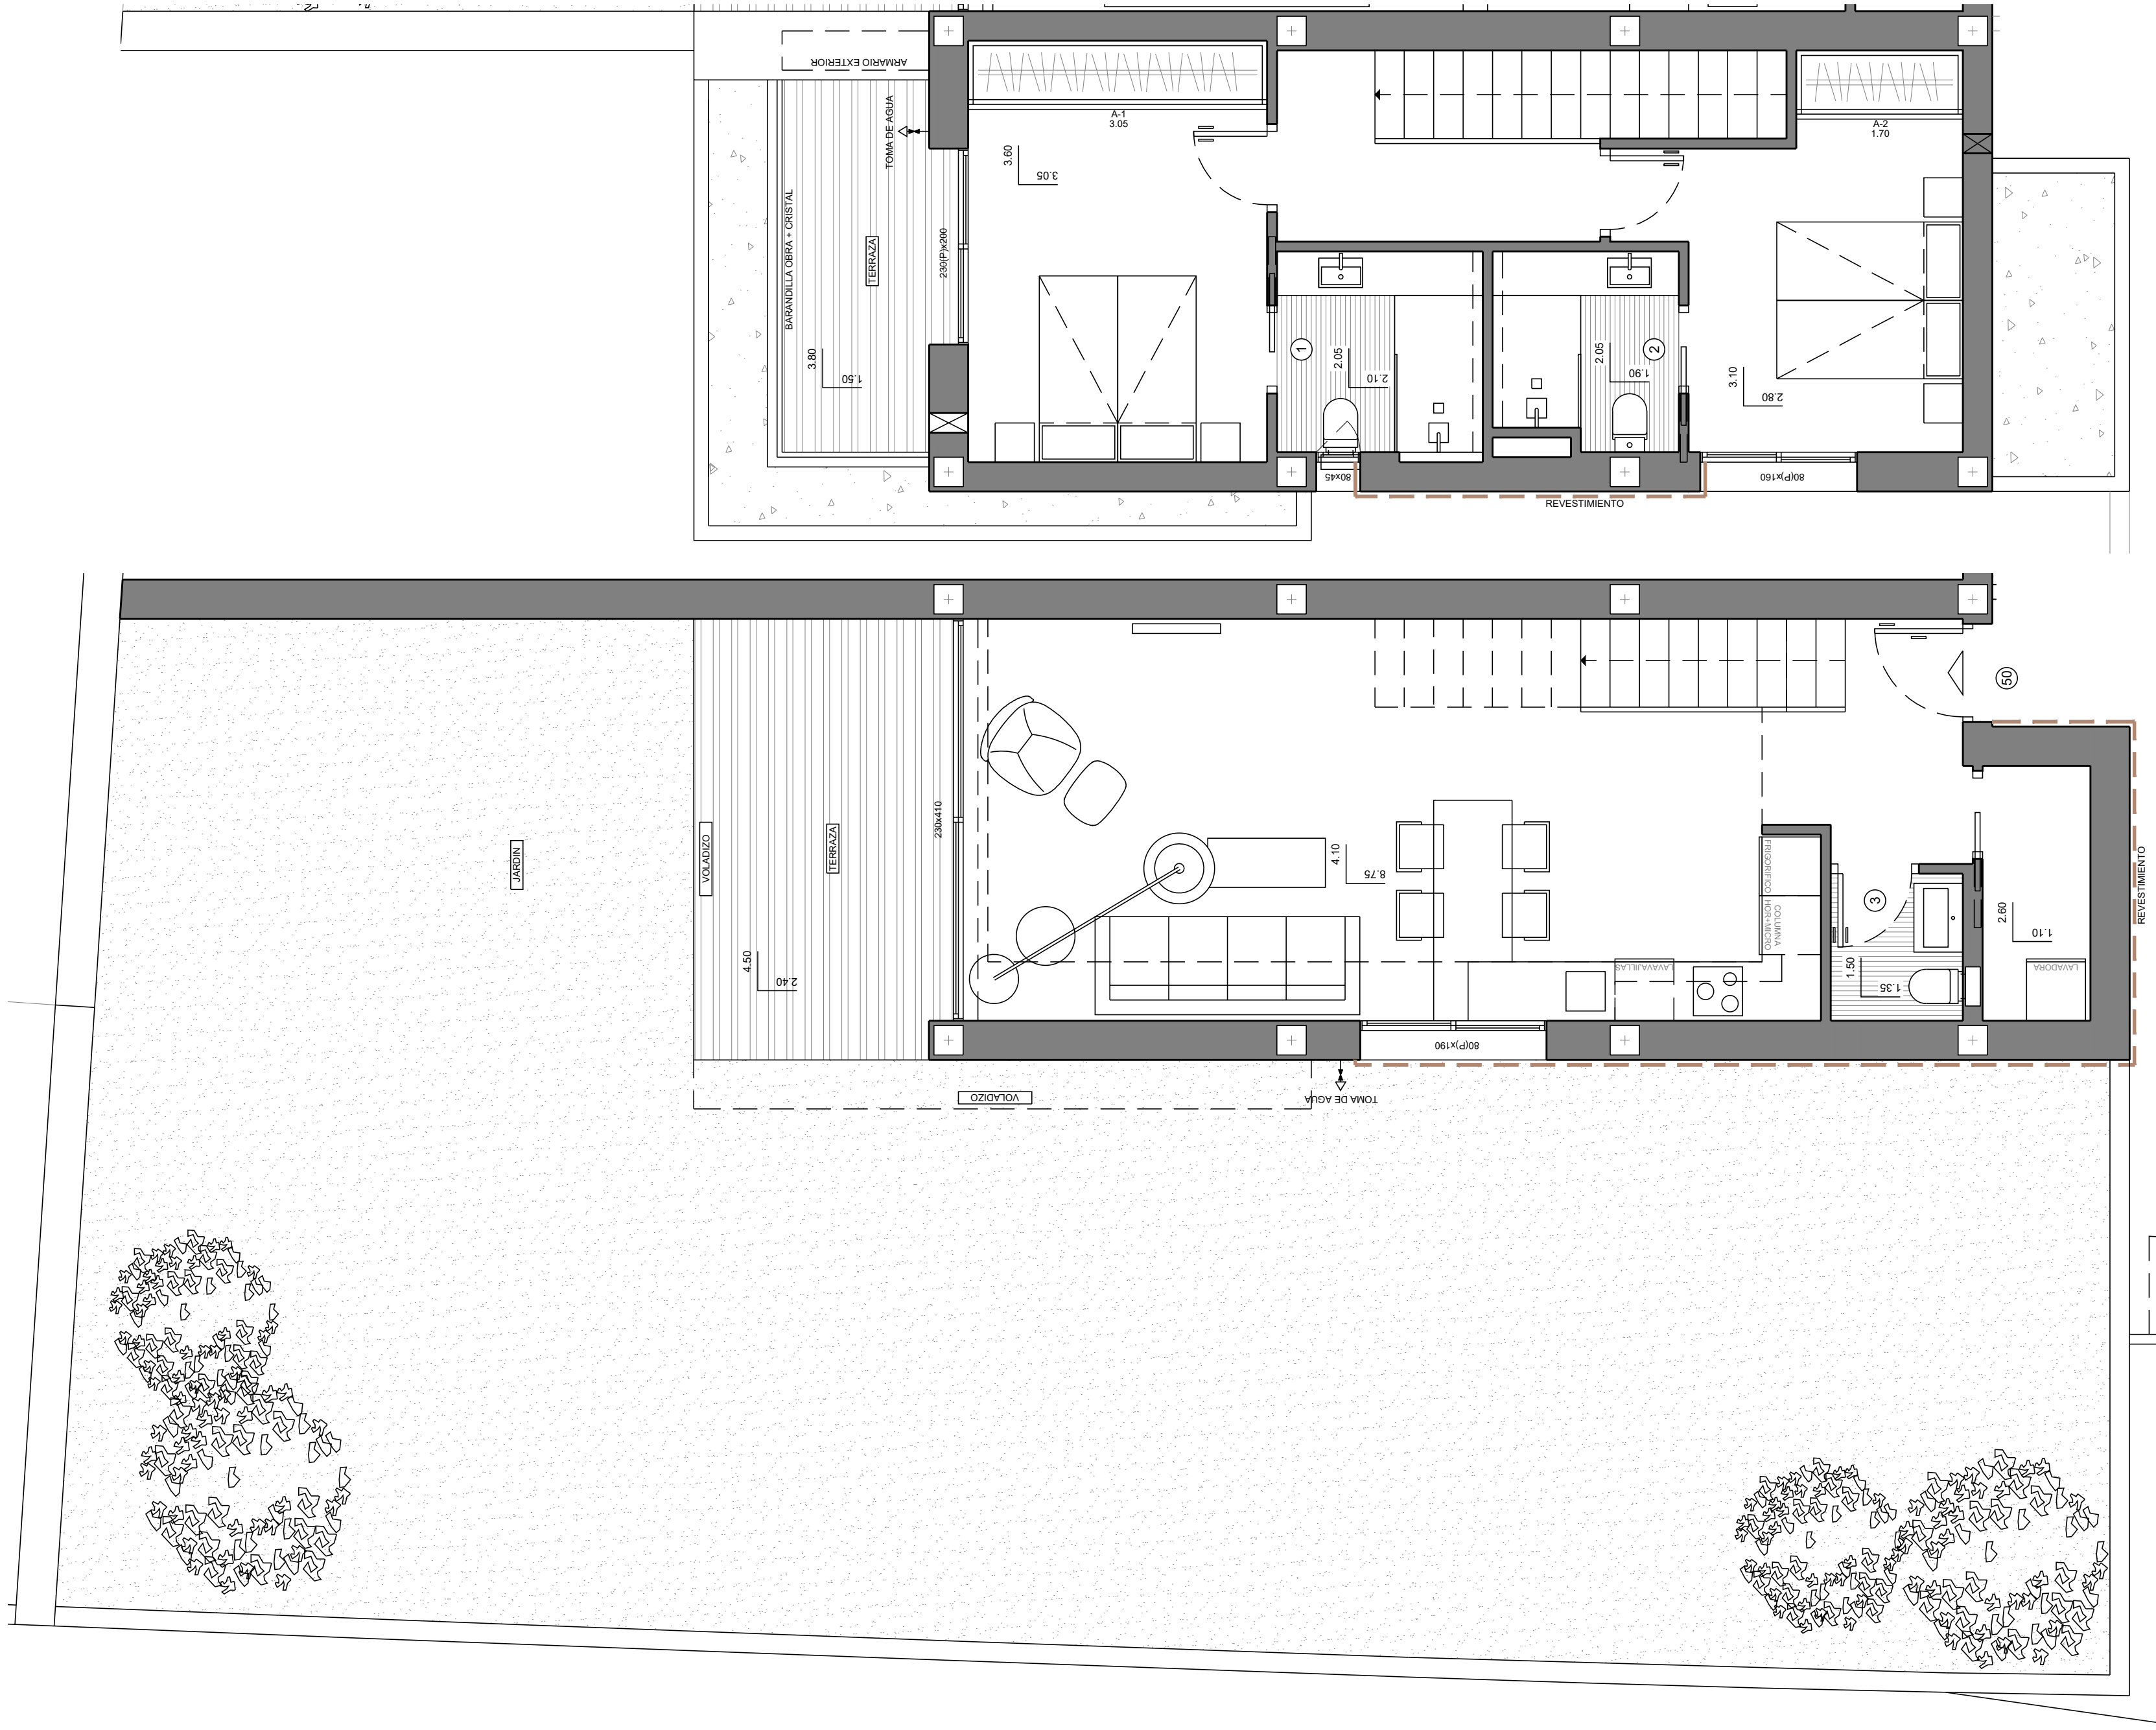 ARMARIO EXTERIOR
TOMA DE AGUA
BARANDILLA OBRA + CRISTAL
TERRAZA
230(P)x200
3.80
1.50
A-1
3.05
3.60
3.05
A-2
1.70
1
2.05
2.10
2.05
1.90
2
3.10
2.80
80x45
80(P)x160
REVESTIMIENTO
JARDIN
VOLADIZO
TERRAZA
230x410
4.50
2.40
4.10
8.75
FRIGORIFICO
COLUMNA
HOR+MICRO
LAVAVAJILLAS
3
1.50
1.35
50
2.60
1.10
LAVADORA
REVESTIMIENTO
80(P)x190
VOLADIZO
TOMA DE AGUA